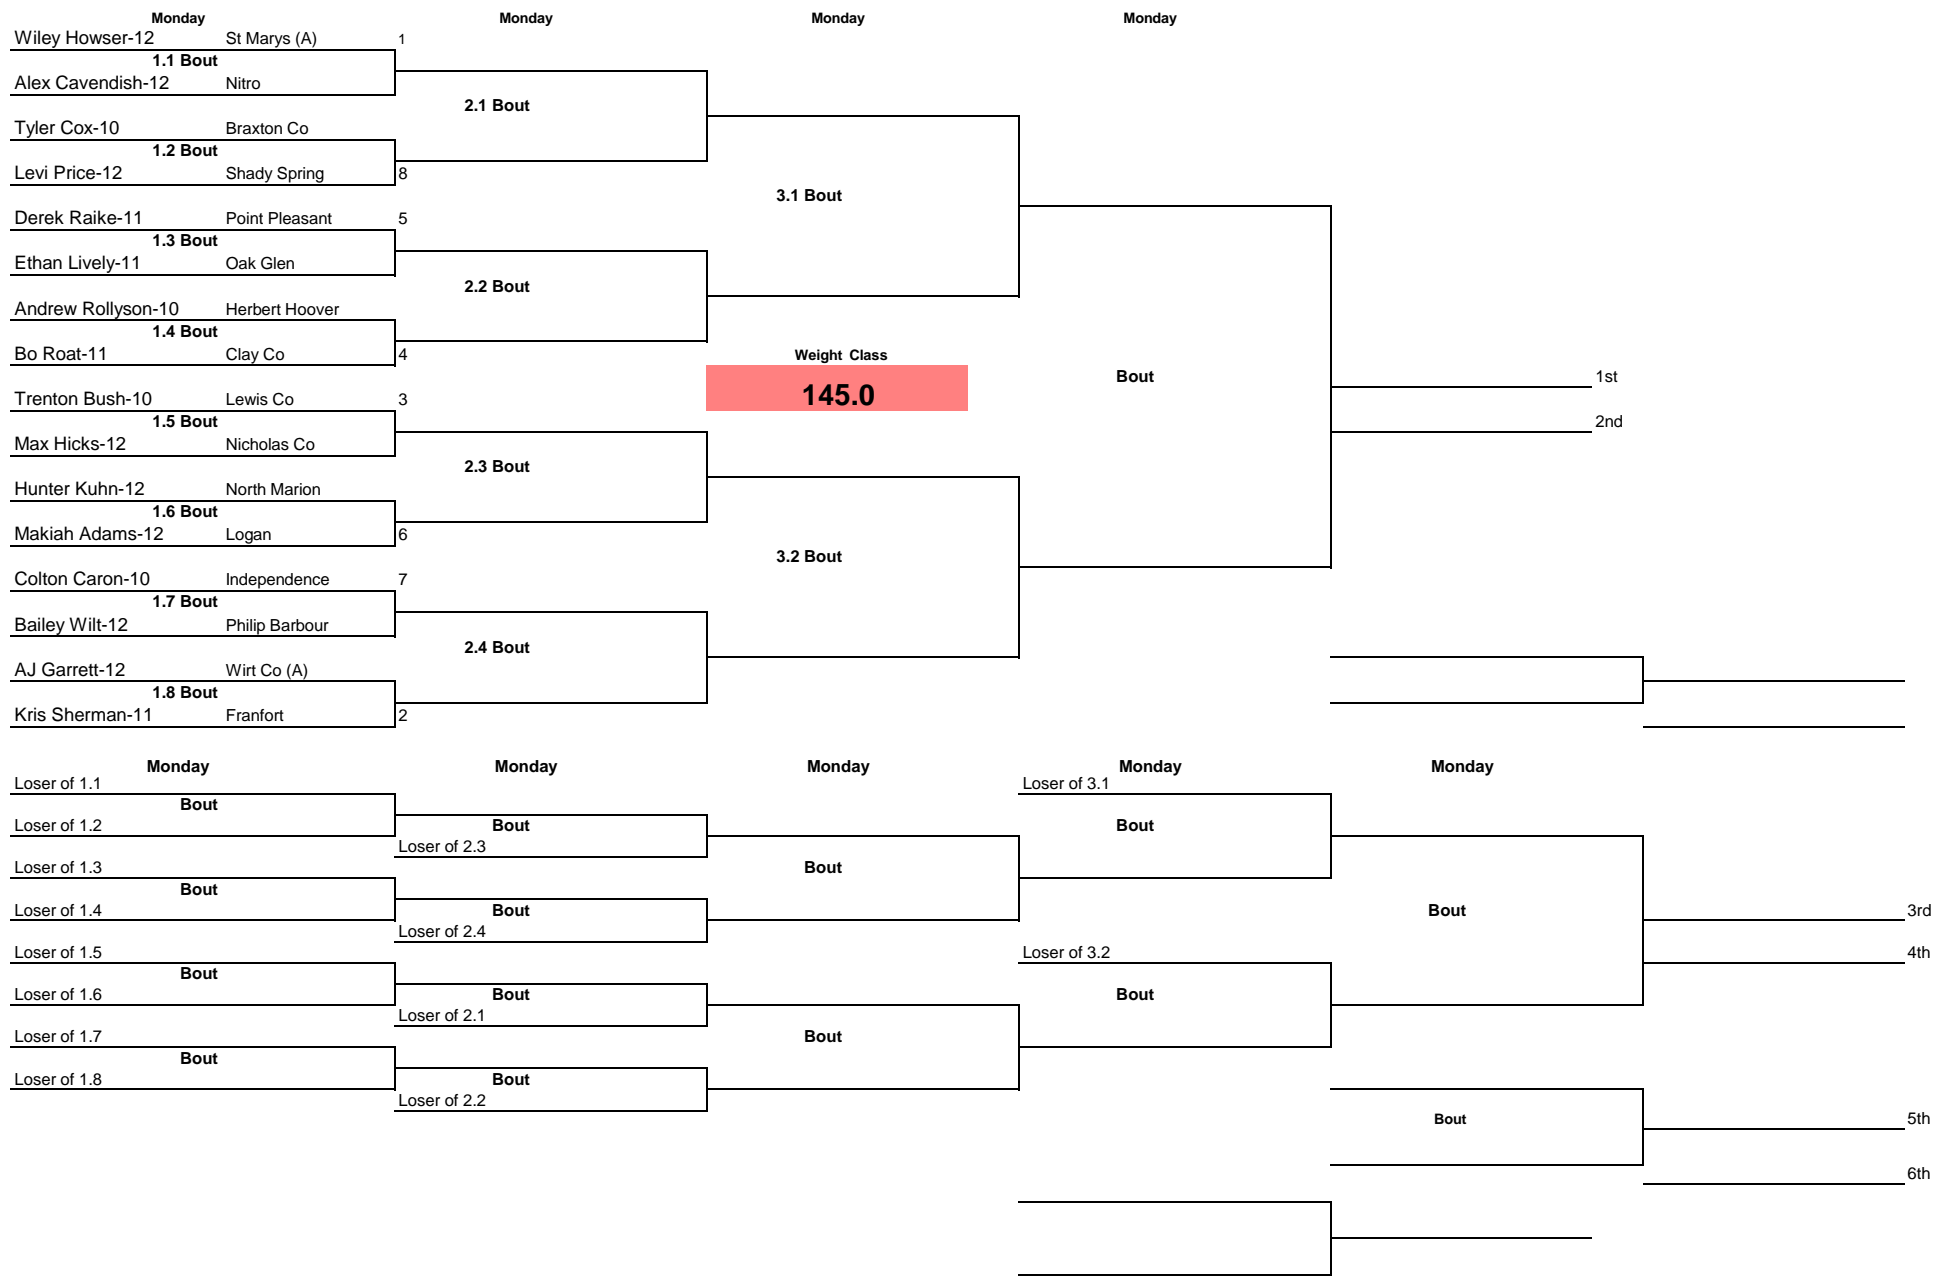 Monday Monday Monday Monday
Wiley Howser-12 St Marys (A) 1
1.1 Bout
Alex Cavendish-12 Nitro
2.1 Bout
Tyler Cox-10 Braxton Co
1.2 Bout
Levi Price-12 Shady Spring 8
3.1 Bout
Derek Raike-11 Point Pleasant 5
1.3 Bout
Ethan Lively-11 Oak Glen
2.2 Bout
Andrew Rollyson-10 Herbert Hoover
1.4 Bout
Bo Roat-11 Clay Co 4 Weight Class
Bout 1st
145.0
Trenton Bush-10 Lewis Co 3
1.5 Bout 2nd
Max Hicks-12 Nicholas Co
2.3 Bout
Hunter Kuhn-12 North Marion
1.6 Bout
Makiah Adams-12 Logan 6
3.2 Bout
Colton Caron-10 Independence 7
1.7 Bout
Bailey Wilt-12 Philip Barbour
2.4 Bout
AJ Garrett-12 Wirt Co (A)
1.8 Bout
Kris Sherman-11 Franfort 2
Monday Monday Monday Monday Monday
Loser of 1.1 Loser of 3.1
Bout
Loser of 1.2 Bout Bout
Loser of 2.3
Loser of 1.3 Bout
Bout
Loser of 1.4 Bout Bout 3rd
Loser of 2.4
Loser of 1.5 Loser of 3.2 4th
Bout
Loser of 1.6 Bout Bout
Loser of 2.1
Loser of 1.7 Bout
Bout
Loser of 1.8 Bout
Loser of 2.2
Bout 5th
6th